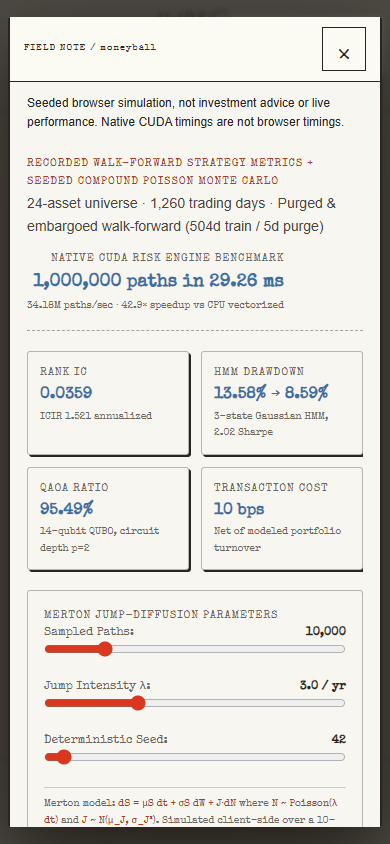 FIELD NOTE / moneyball
×
Seeded browser simulation, not investment advice or live
performance. Native CUDA timings are not browser timings.
RECORDED WALK-FORWARD STRATEGY METRICS +
SEEDED COMPOUND POISSON MONTE CARLO
24-asset universe · 1,260 trading days · Purged &
embargoed walk-forward (504d train / 5d purge)
NATIVE CUDA RISK ENGINE BENCHMARK
1,000,000 paths in 29.26 ms
34.18M paths/sec · 42.9× speedup vs CPU vectorized
RANK IC
0.0359
ICIR 1.521 annualized
HMM DRAWDOWN
13.58% → 8.59%
3-state Gaussian HMM,
2.02 Sharpe
QAOA RATIO
95.49%
14-qubit QUBO, circuit
depth p=2
TRANSACTION COST
10 bps
Net of modeled portfolio
turnover
MERTON JUMP-DIFFUSION PARAMETERS
Sampled Paths: 10,000
Jump Intensity λ: 3.0 / yr
Deterministic Seed: 42
Merton model: dS = μS dt + σS dW + J·dN where N ~ Poisson(λ
dt) and J ~ N(μ_J, σ_J²). Simulated client-side over a 10-